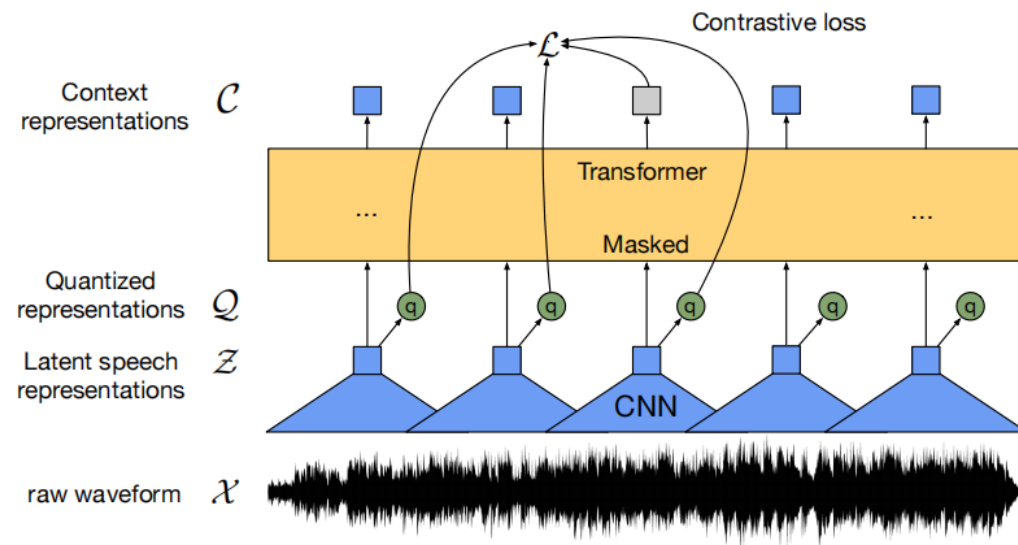 Contrastive loss
ℒ
Context
representations 𝒞
Transformer
... ...
Masked
Quantized
representations 𝒬
q q q q q
Latent speech
representations 𝒵
CNN
raw waveform 𝒳